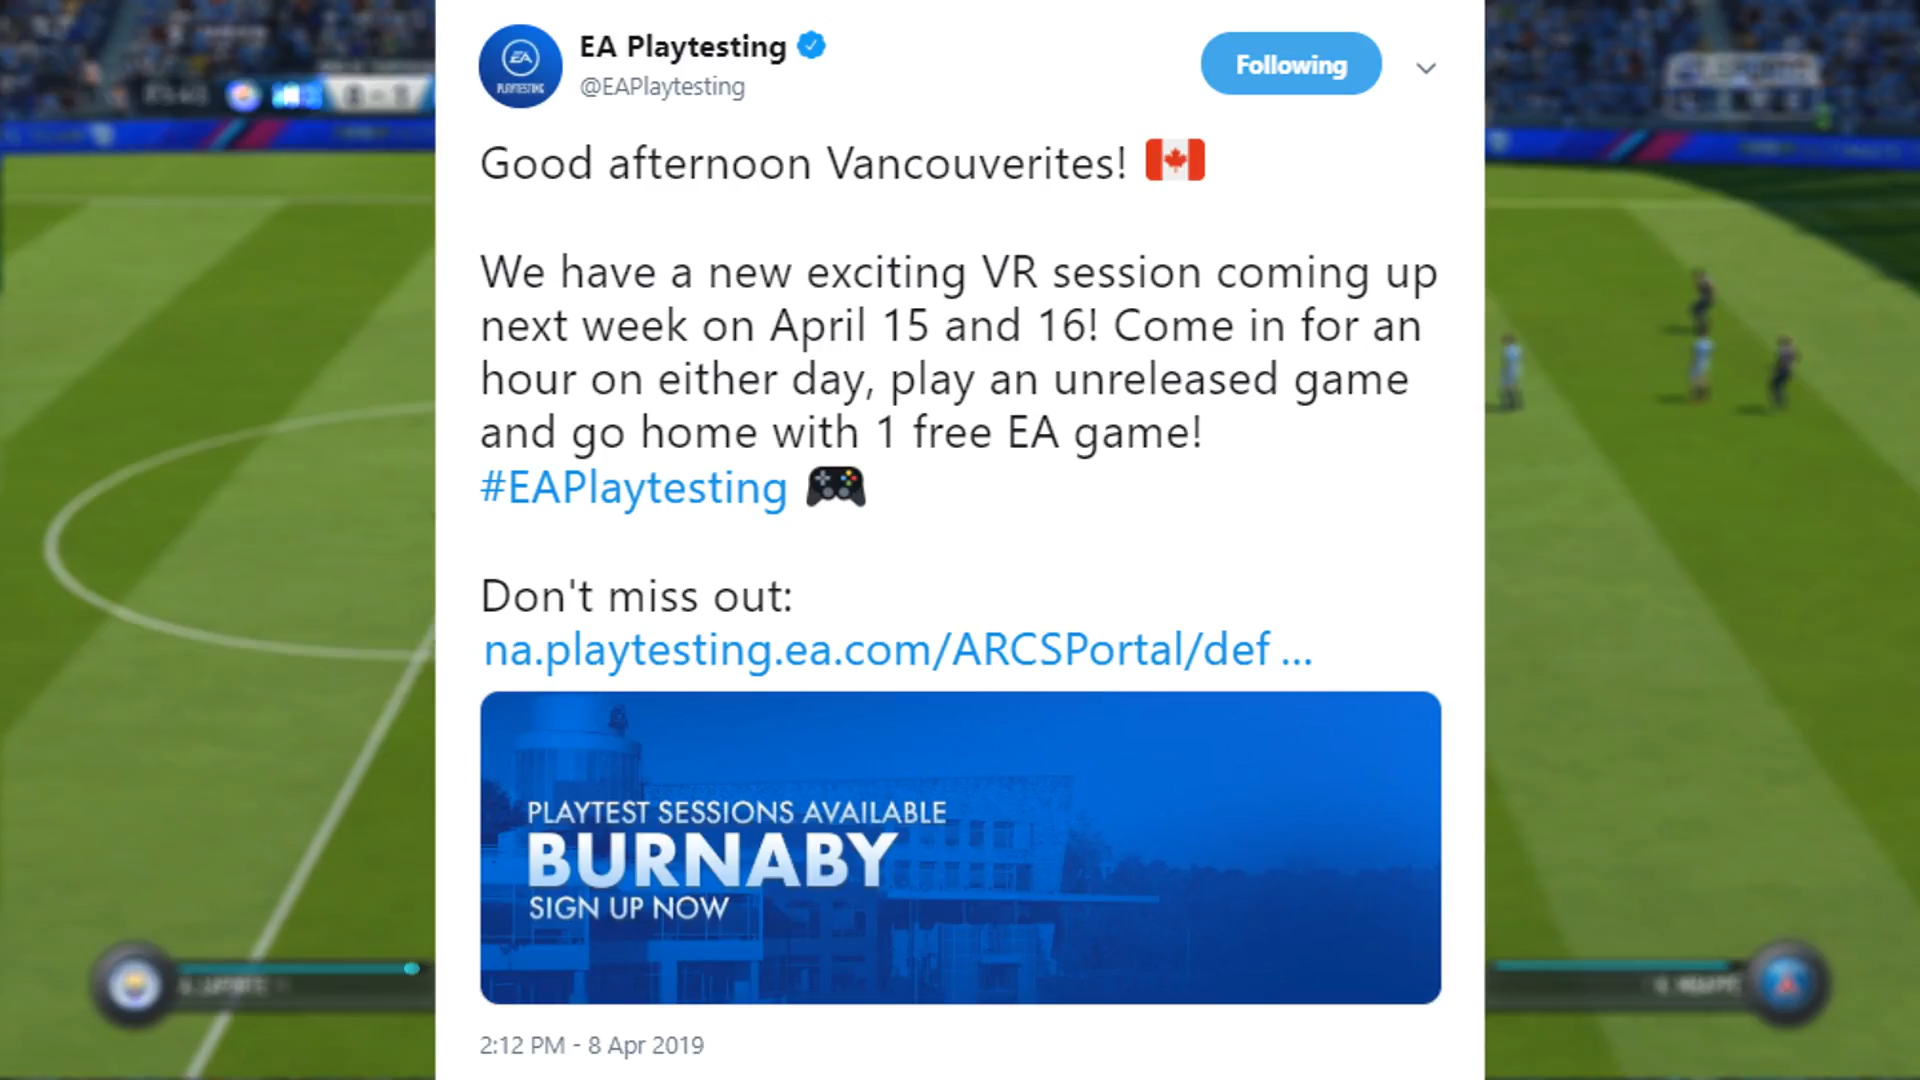 EA Playtesting
@EAPlaytesting
Following
EA
PLAYTESTING
Good afternoon Vancouverites!
We have a new exciting VR session coming up
next week on April 15 and 16! Come in for an
hour on either day, play an unreleased game
and go home with 1 free EA game!
#EAPlaytesting
Don't miss out:
na.playtesting.ea.com/ARCSPortal/def ...
PLAYTEST SESSIONS AVAILABLE
BURNABY
SIGN UP NOW
2:12 PM - 8 Apr 2019